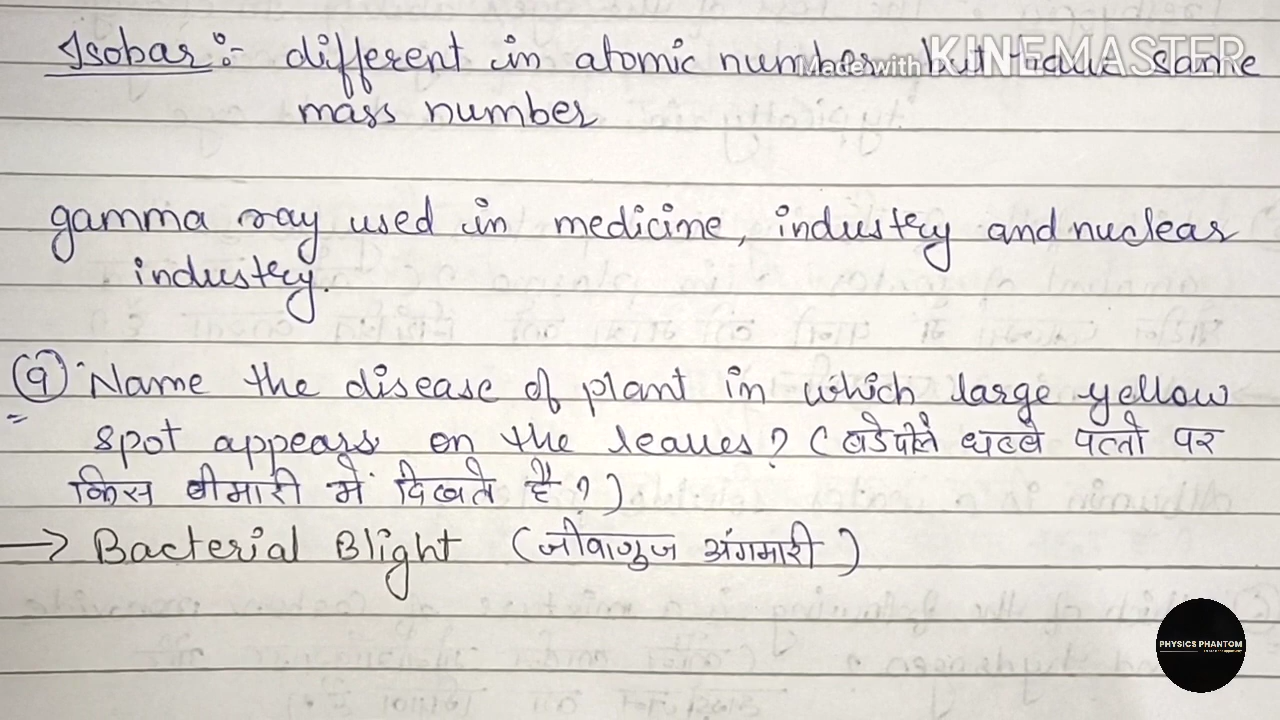 Isobar :- different in atomic number but have same
Made with KINEMASTER
mass number
gamma ray used in medicine, industry and nuclear
industry.
(9) Name the disease of plant in which large yellow
spot appears on the leaves? (बडे पीले धब्बे पत्तो पर
किस बीमारी में दिखते है?)
→ Bacterial Blight (जीवाणुज अंगमारी)
PHYSICS PHANTOM